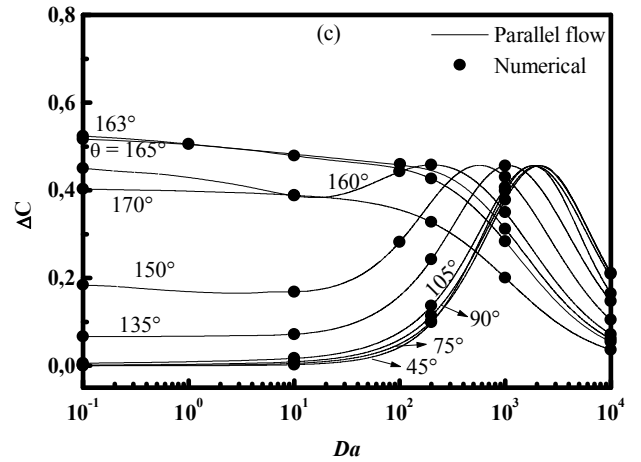 (c)
Parallel flow
Numerical
0,8
0,6
0,4
0,2
0,0
ΔC
163°
θ = 165°
160°
170°
150°
135°
105°
90°
75°
45°
10⁻¹ 10⁰ 10¹ 10² 10³ 10⁴
Da